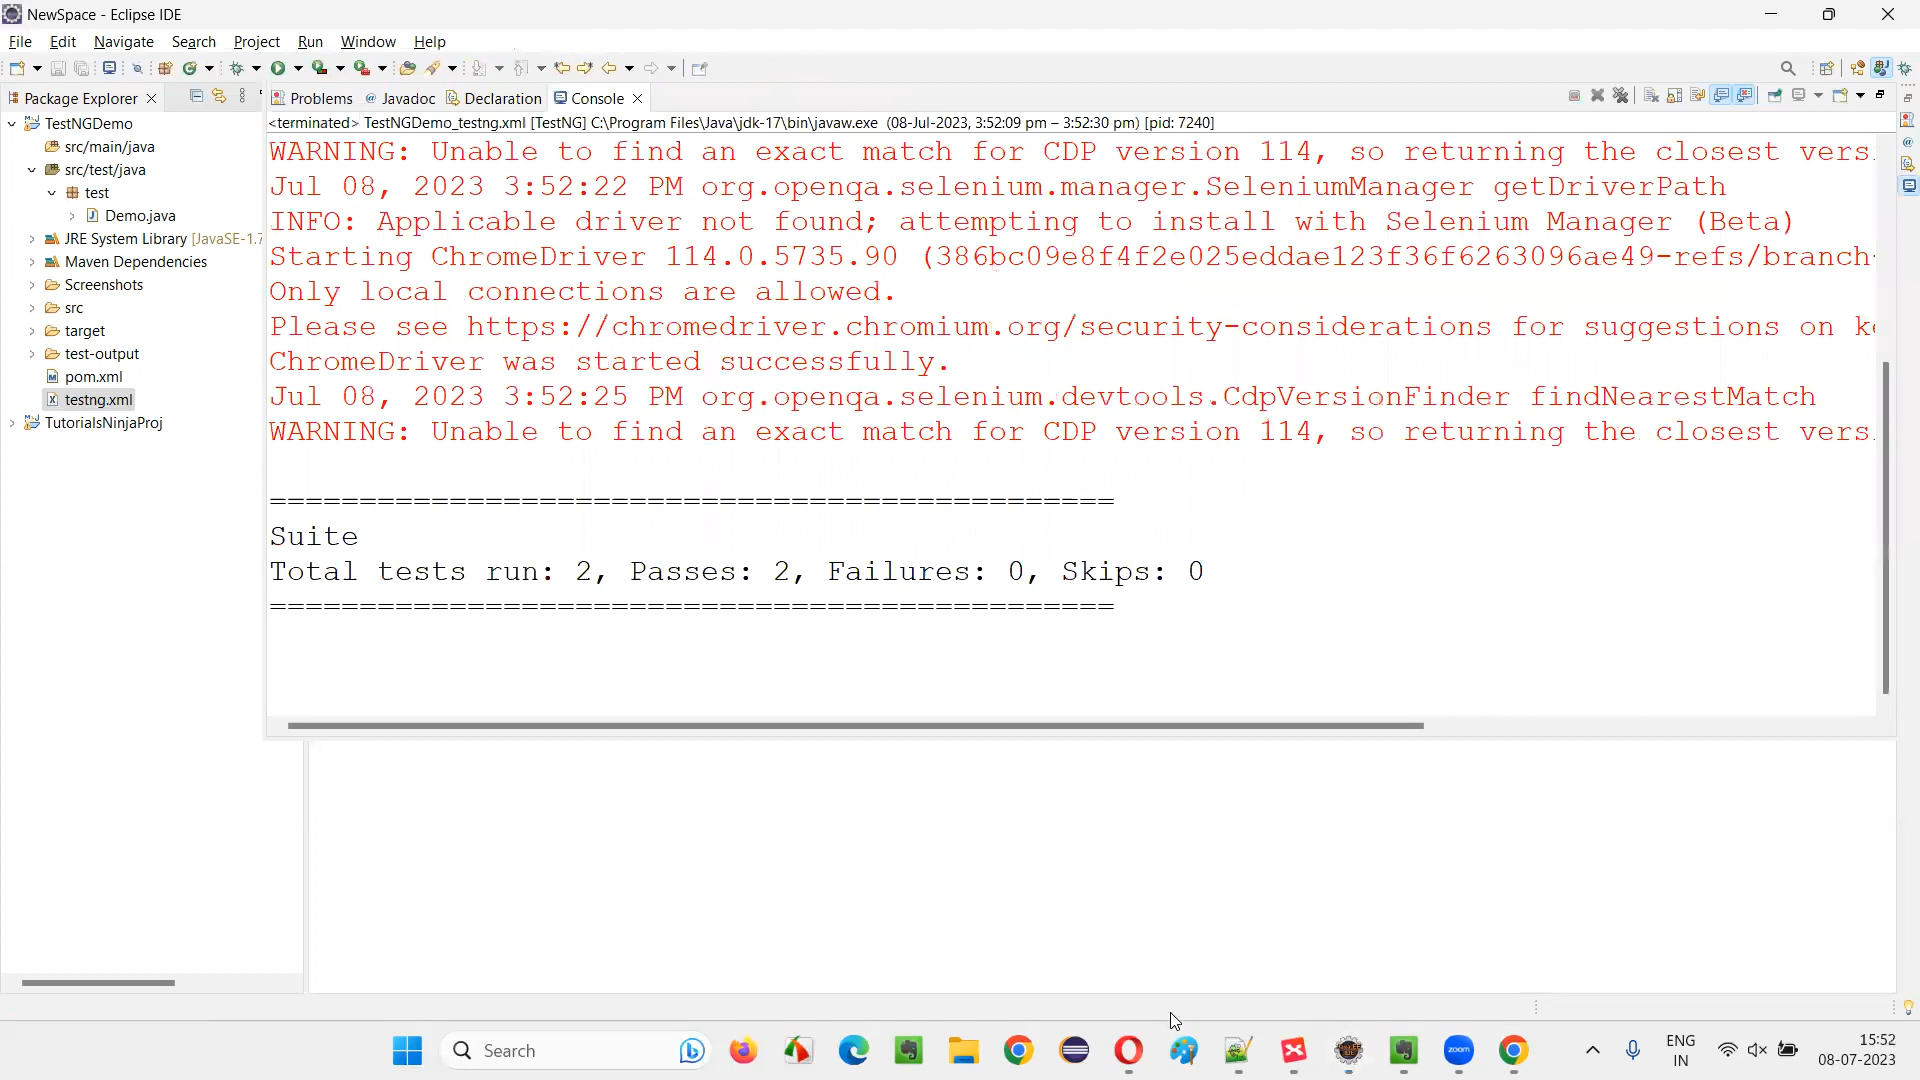 NewSpace - Eclipse IDE
File Edit Navigate Search Project Run Window Help
Package Explorer
Problems Javadoc Declaration Console
<terminated> TestNGDemo_testng.xml [TestNG] C:\Program Files\Java\jdk-17\bin\javaw.exe (08-Jul-2023, 3:52:09 pm – 3:52:30 pm) [pid: 7240]
TestNGDemo
src/main/java
src/test/java
test
Demo.java
JRE System Library [JavaSE-1.7
Maven Dependencies
Screenshots
src
target
test-output
pom.xml
testng.xml
TutorialsNinjaProj
WARNING: Unable to find an exact match for CDP version 114, so returning the closest vers
Jul 08, 2023 3:52:22 PM org.openqa.selenium.manager.SeleniumManager getDriverPath
INFO: Applicable driver not found; attempting to install with Selenium Manager (Beta)
Starting ChromeDriver 114.0.5735.90 (386bc09e8f4f2e025eddae123f36f6263096ae49-refs/branch
Only local connections are allowed.
Please see https://chromedriver.chromium.org/security-considerations for suggestions on ke
ChromeDriver was started successfully.
Jul 08, 2023 3:52:25 PM org.openqa.selenium.devtools.CdpVersionFinder findNearestMatch
WARNING: Unable to find an exact match for CDP version 114, so returning the closest vers
===============================================
Suite
Total tests run: 2, Passes: 2, Failures: 0, Skips: 0
===============================================
Search
zoom
ENG
IN
15:52
08-07-2023